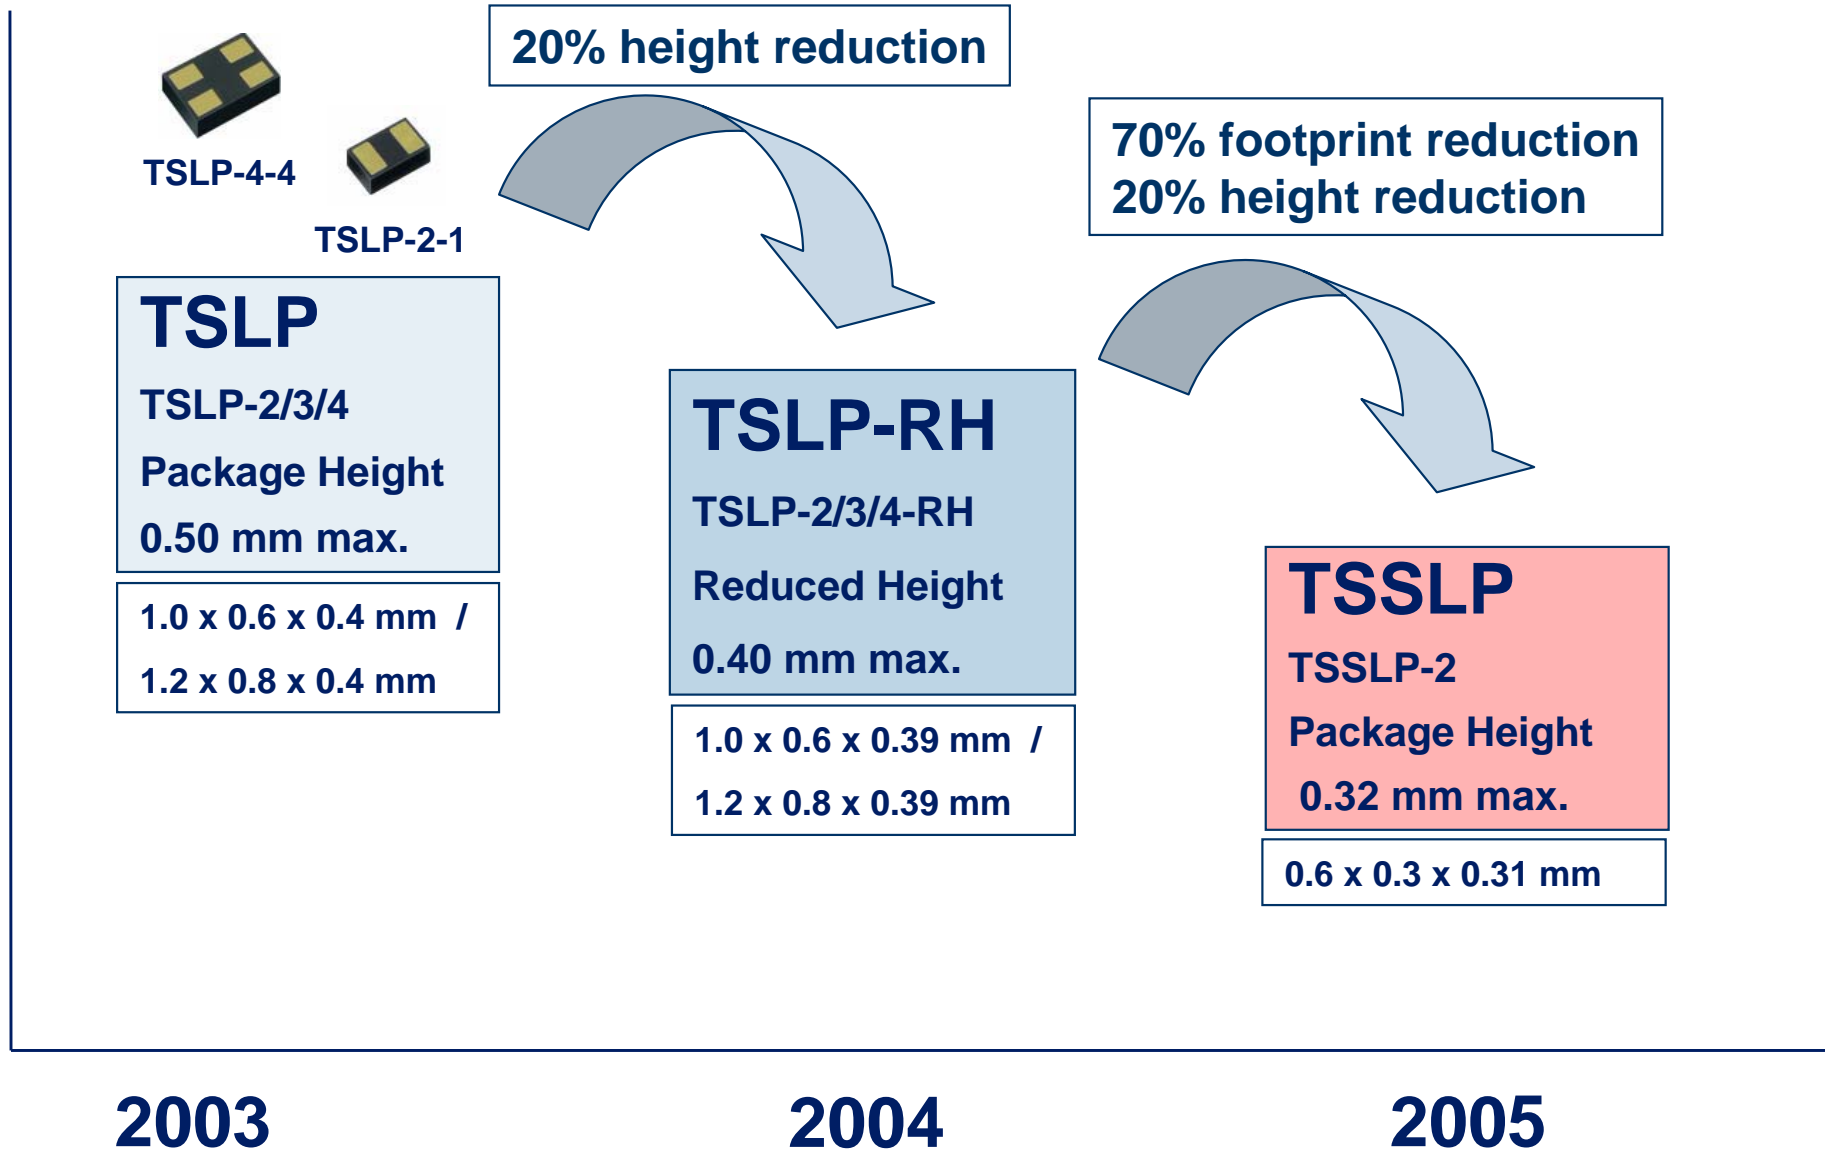 20% height reduction
70% footprint reduction
20% height reduction
TSLP-4-4
TSLP-2-1
TSLP
TSLP-2/3/4
Package Height
0.50 mm max.
1.0 x 0.6 x 0.4 mm /
1.2 x 0.8 x 0.4 mm
TSLP-RH
TSLP-2/3/4-RH
Reduced Height
0.40 mm max.
1.0 x 0.6 x 0.39 mm /
1.2 x 0.8 x 0.39 mm
TSSLP
TSSLP-2
Package Height
0.32 mm max.
0.6 x 0.3 x 0.31 mm
2003
2004
2005